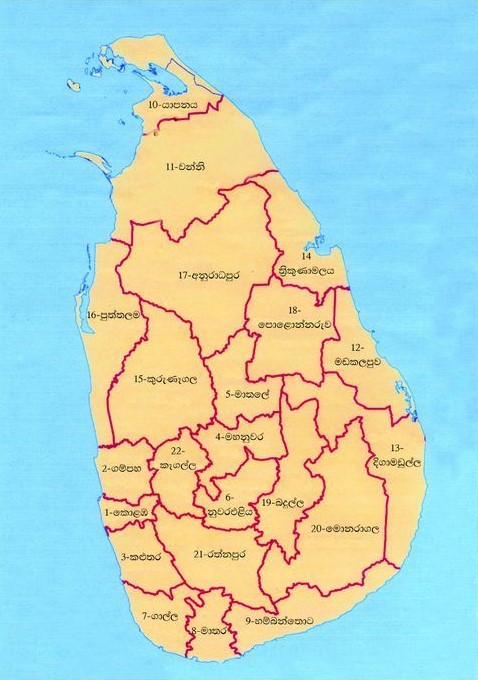 10-යාපනය
11-වන්නි
14
ත්‍රිකුණාමලය
17-අනුරාධපුර
16-පුත්තලම
18-
පොළොන්නරුව
12-
මඩකලපුව
15-කුරුණෑගල
5-මාතලේ
4-මහනුවර
22-
කෑගල්ල
13-
දිගාමඩුල්ල
2-ගම්පහ
6-
නුවරඑළිය
19-බදුල්ල
1-කොළඹ
20-මොනරාගල
3-කළුතර
21-රත්නපුර
7-ගාල්ල
8-මාතර
9-හම්බන්තොට